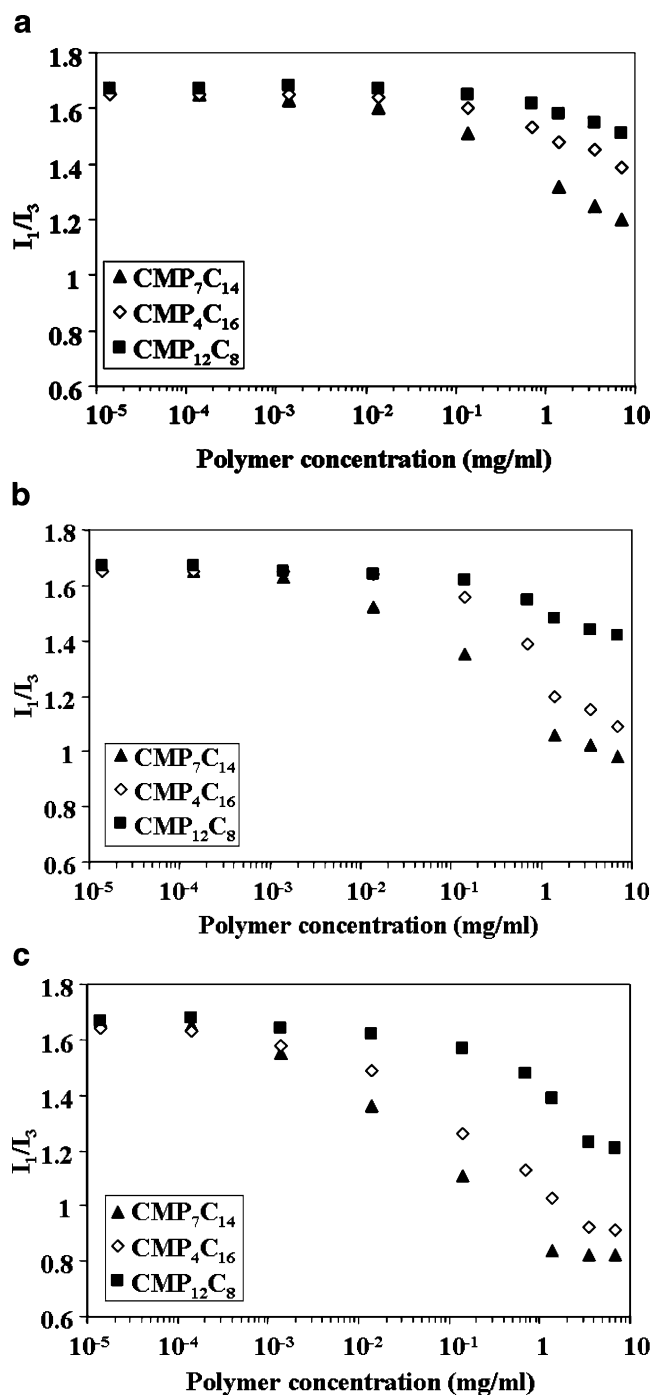 a
1.8
1.6
1.4
1.2
1
0.8
0.6
I₁/I₃
CMP₇C₁₄
CMP₄C₁₆
CMP₁₂C₈
10⁻⁵ 10⁻⁴ 10⁻³ 10⁻² 10⁻¹ 1 10
Polymer concentration (mg/ml)
b
1.8
1.6
1.4
1.2
1
0.8
0.6
I₁/I₃
CMP₇C₁₄
CMP₄C₁₆
CMP₁₂C₈
10⁻⁵ 10⁻⁴ 10⁻³ 10⁻² 10⁻¹ 1 10
Polymer concentration (mg/ml)
c
1.8
1.6
1.4
1.2
1
0.8
0.6
I₁/I₃
CMP₇C₁₄
CMP₄C₁₆
CMP₁₂C₈
10⁻⁵ 10⁻⁴ 10⁻³ 10⁻² 10⁻¹ 1 10
Polymer concentration (mg/ml)